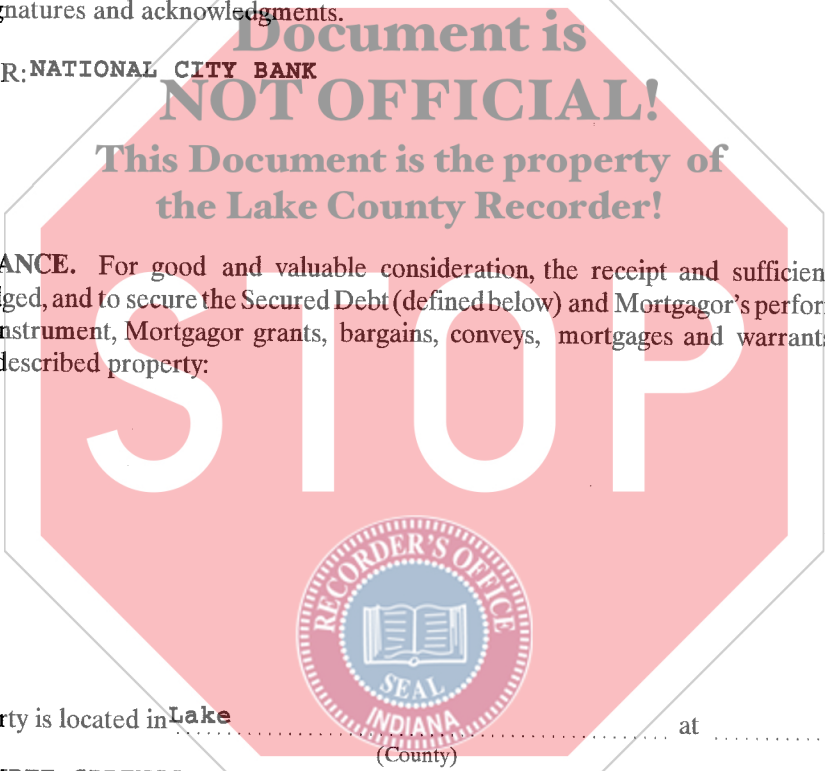 gnatures and acknowledgments.
Document is
R: NATIONAL CITY BANK
NOT OFFICIAL!
This Document is the property of
the Lake County Recorder!
ANCE. For good and valuable consideration, the receipt and sufficien
ged, and to secure the Secured Debt (defined below) and Mortgagor's perfor
nstrument, Mortgagor grants, bargains, conveys, mortgages and warrants
described property:
STOP
RECORDER'S OFFICE
SEAL
INDIANA
rty is located in Lake at
(County)